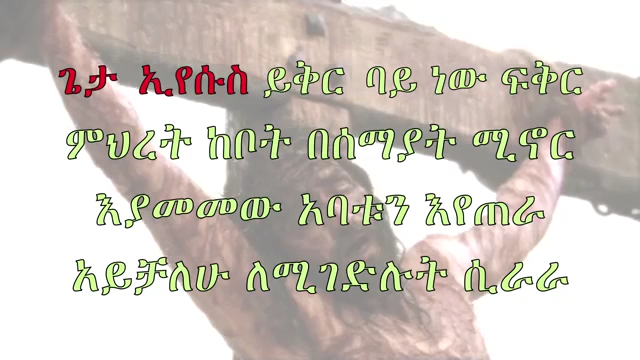 ጌታ ኢየሱስ ይቅር ባይ ነው ፍቅር
ምህረት ከቦት በሰማያት ሚኖር
እያመመው አባቱን እየጠራ
አይቻለሁ ለሚገድሉት ሲራራ